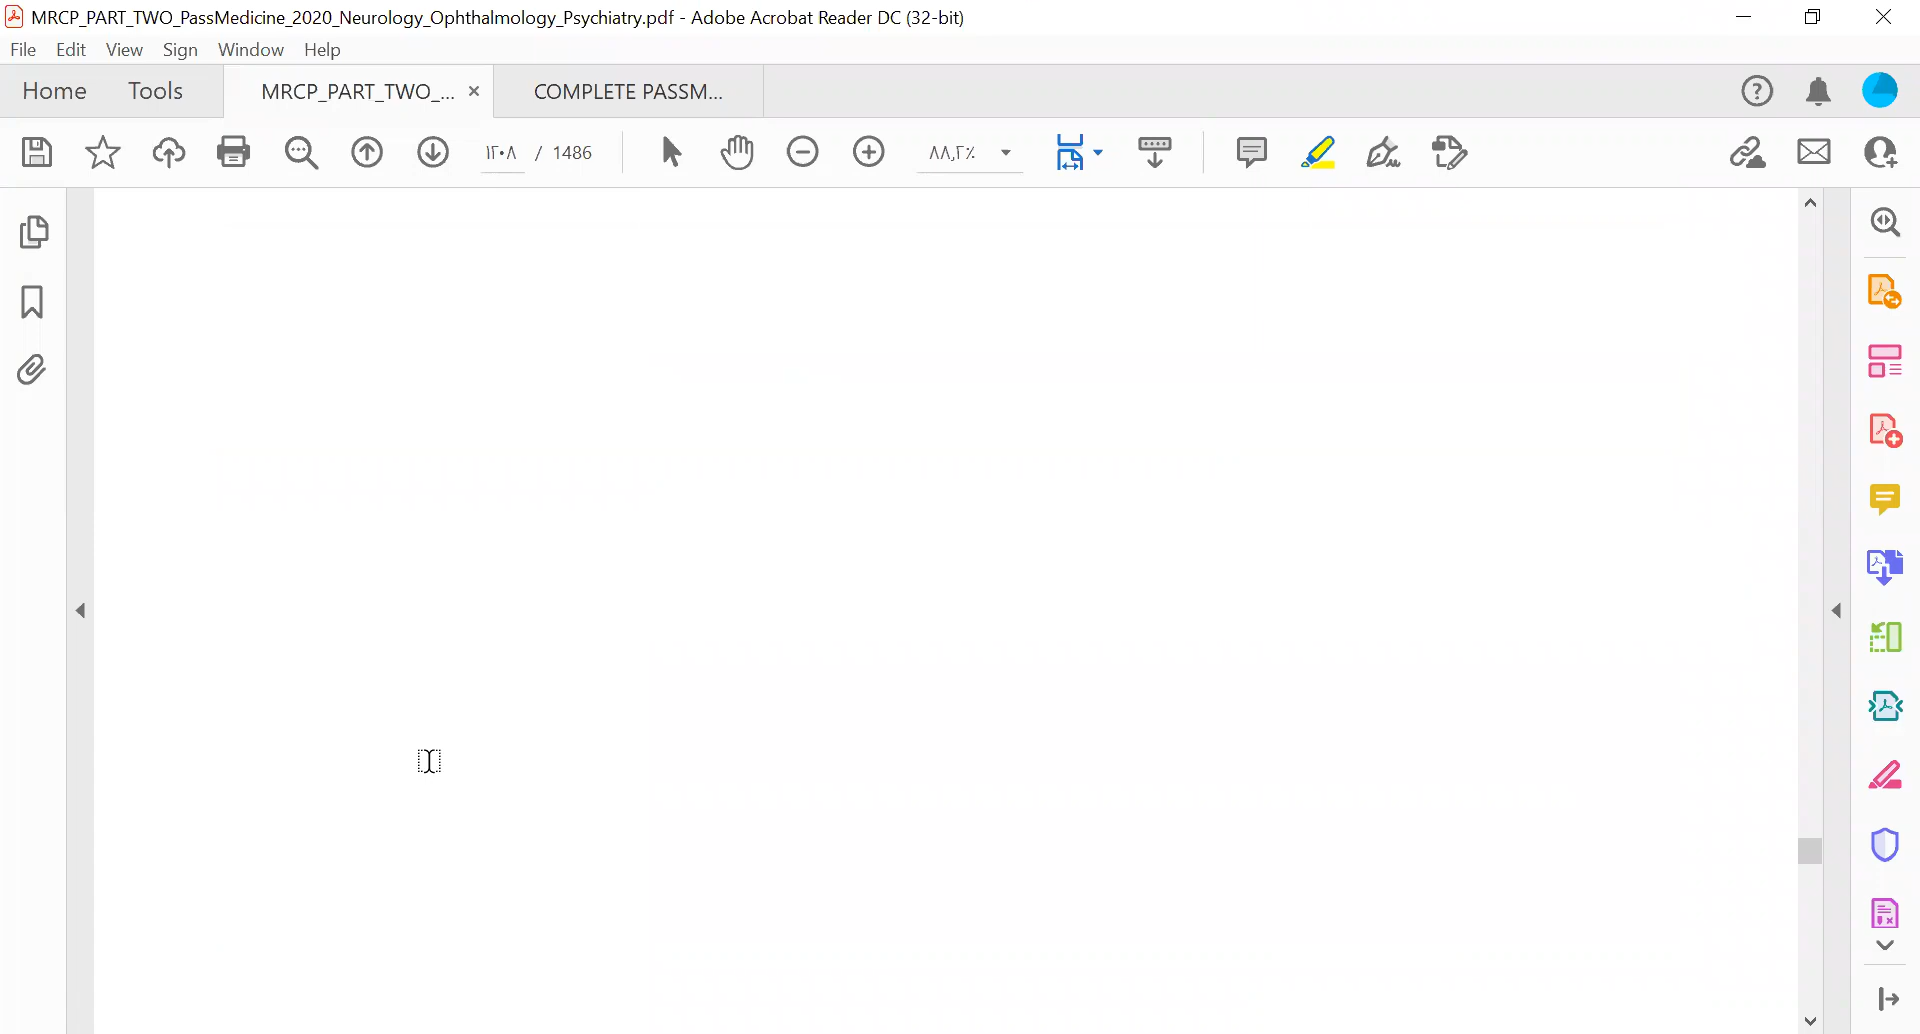 MRCP_PART_TWO_PassMedicine_2020_Neurology_Ophthalmology_Psychiatry.pdf - Adobe Acrobat Reader DC (32-bit)
File Edit View Sign Window Help
Home Tools MRCP_PART_TWO_... COMPLETE PASSM...
١٢٠٨ / 1486 ٨٨,٢٪